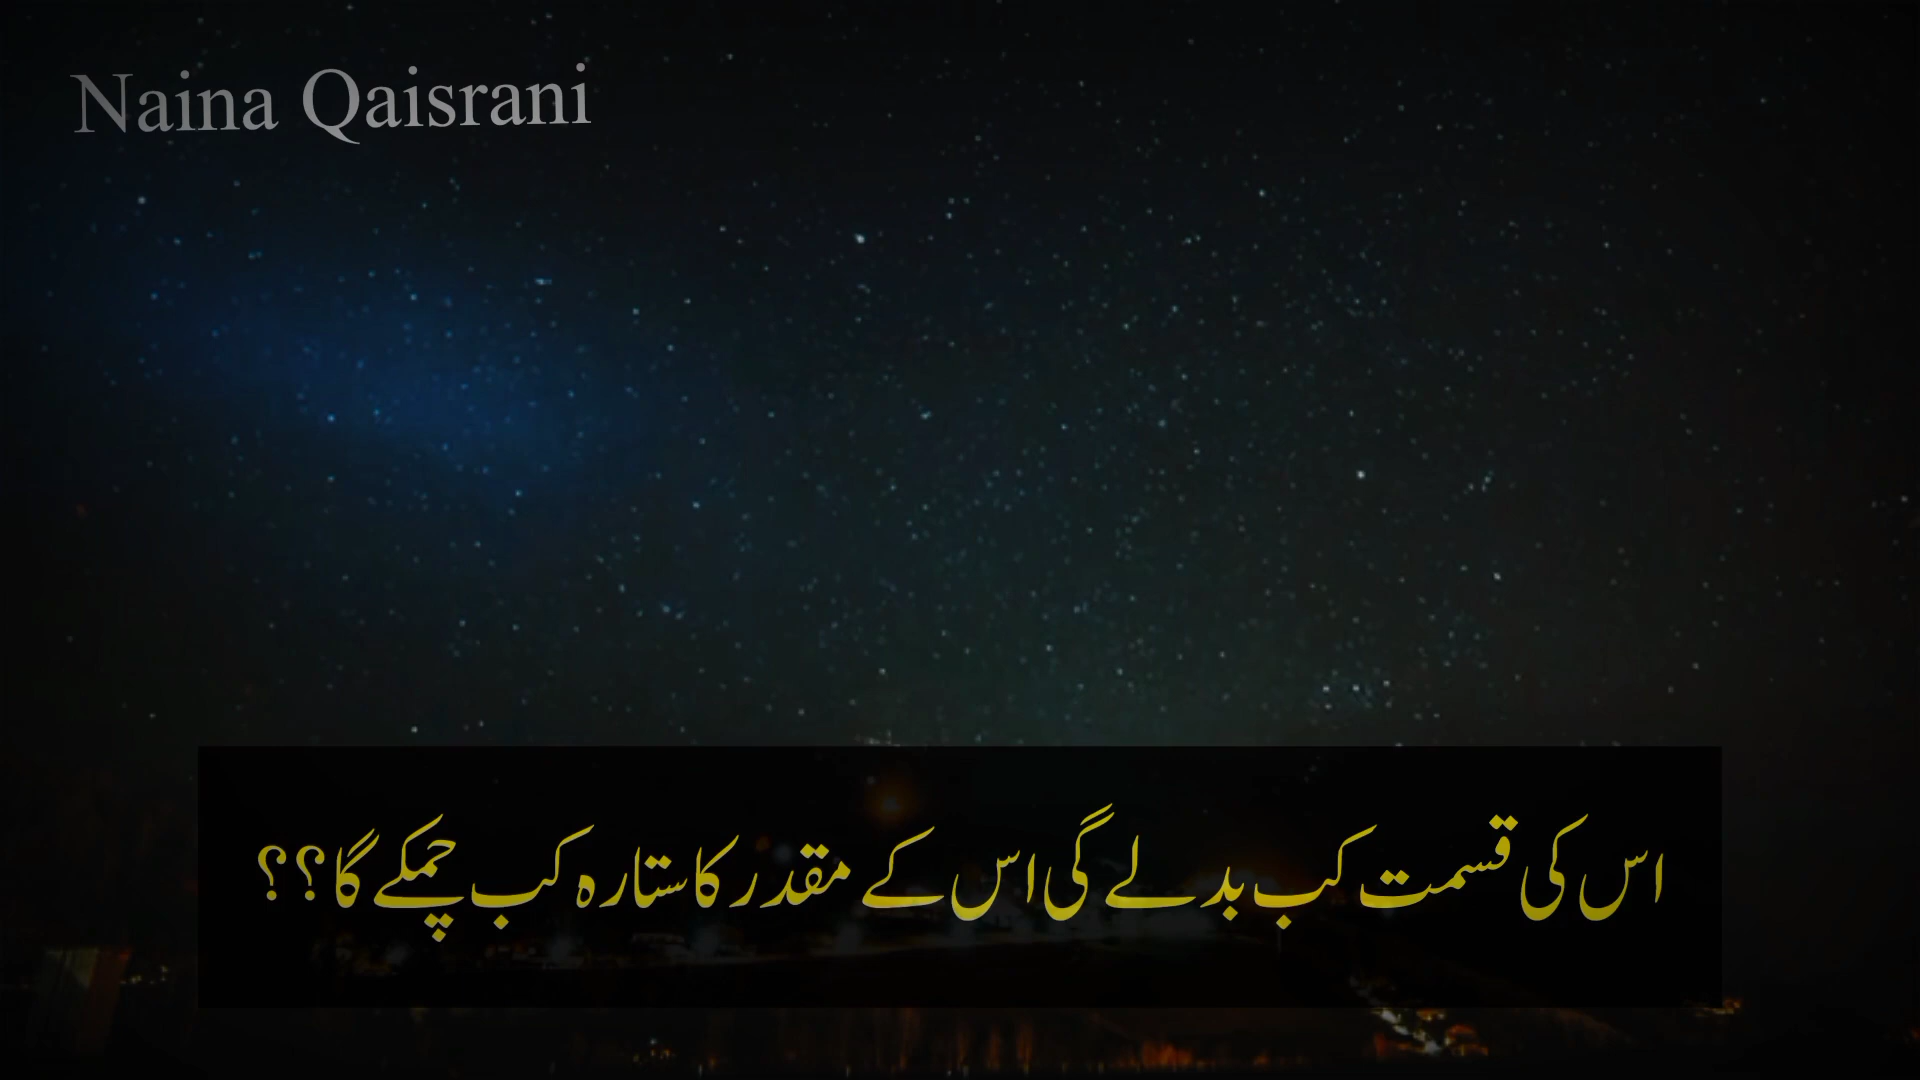 Naina Qaisrani
اس کی قسمت کب بدلے گی اس کے مقدر کا ستارہ کب چمکے گا؟؟